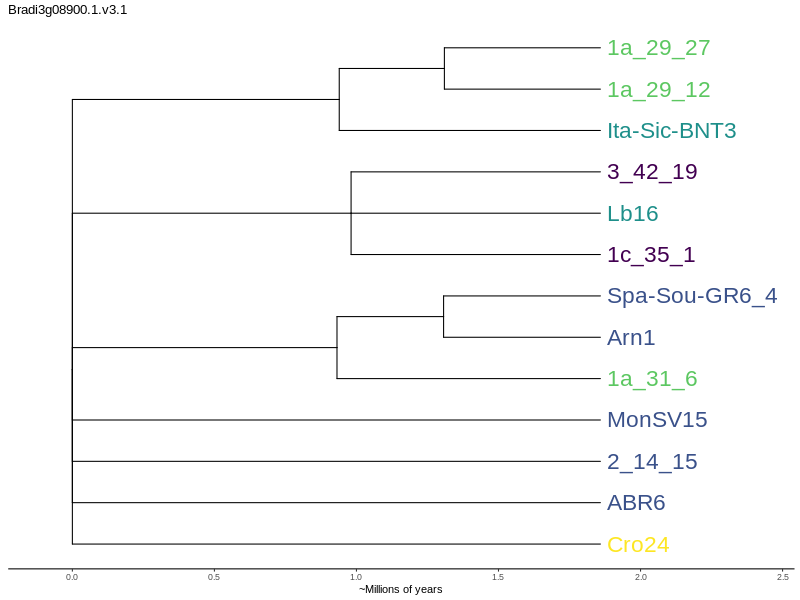 Bradi3g08900.1.v3.1
1a_29_27
1a_29_12
Ita-Sic-BNT3
3_42_19
Lb16
1c_35_1
Spa-Sou-GR6_4
Arn1
1a_31_6
MonSV15
2_14_15
ABR6
Cro24
0.0 0.5 1.0 1.5 2.0 2.5
~Millions of years